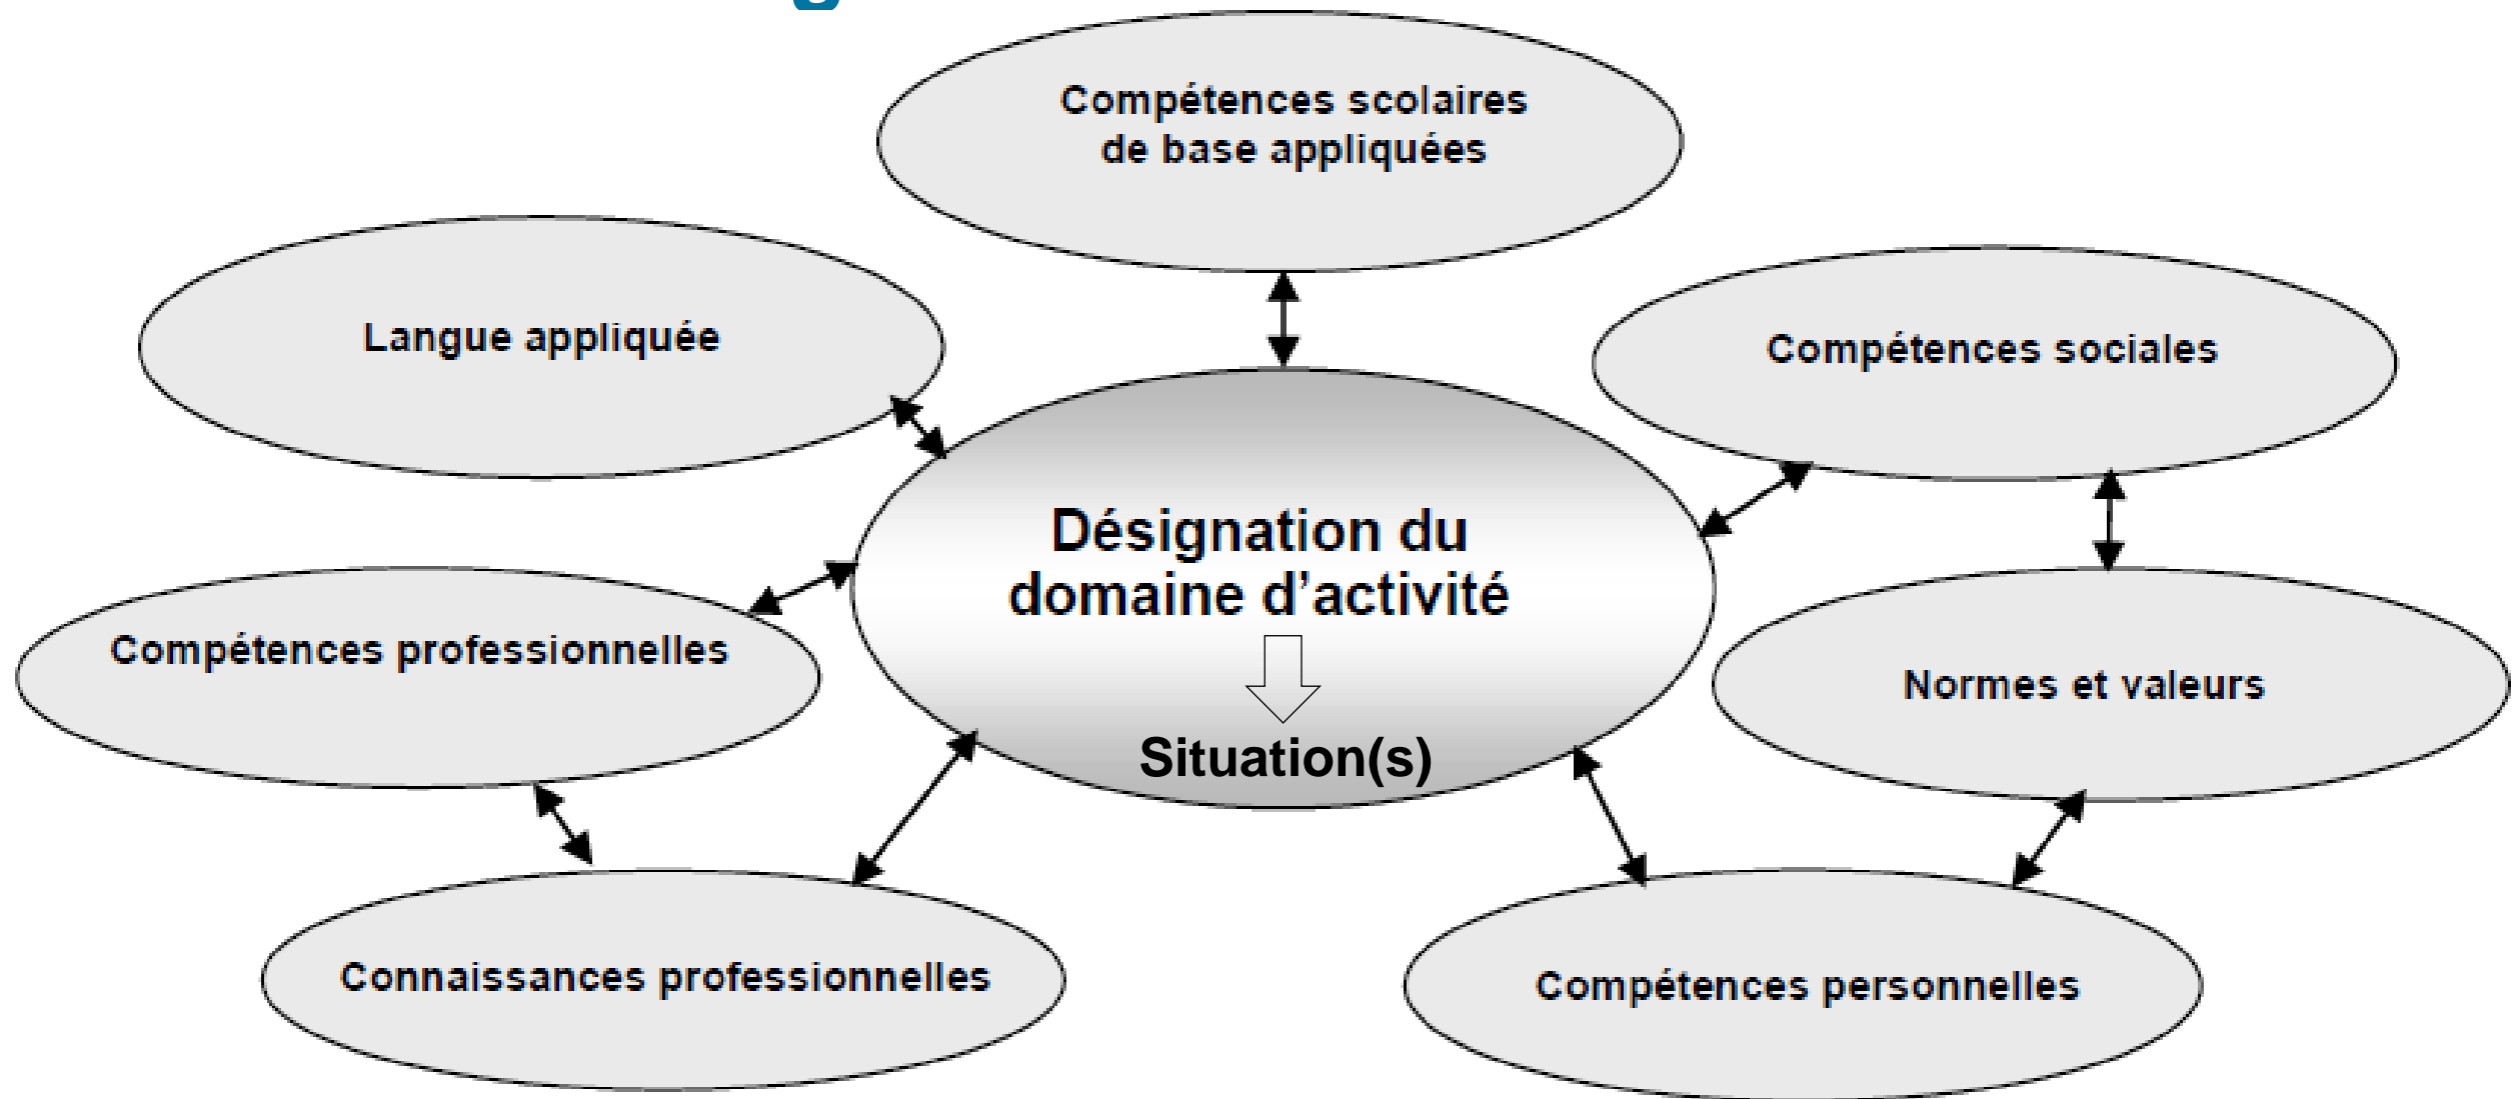 Compétences scolaires
de base appliquées
Langue appliquée
Compétences sociales
Désignation du
domaine d'activité
Situation(s)
Compétences professionnelles
Normes et valeurs
Connaissances professionnelles
Compétences personnelles